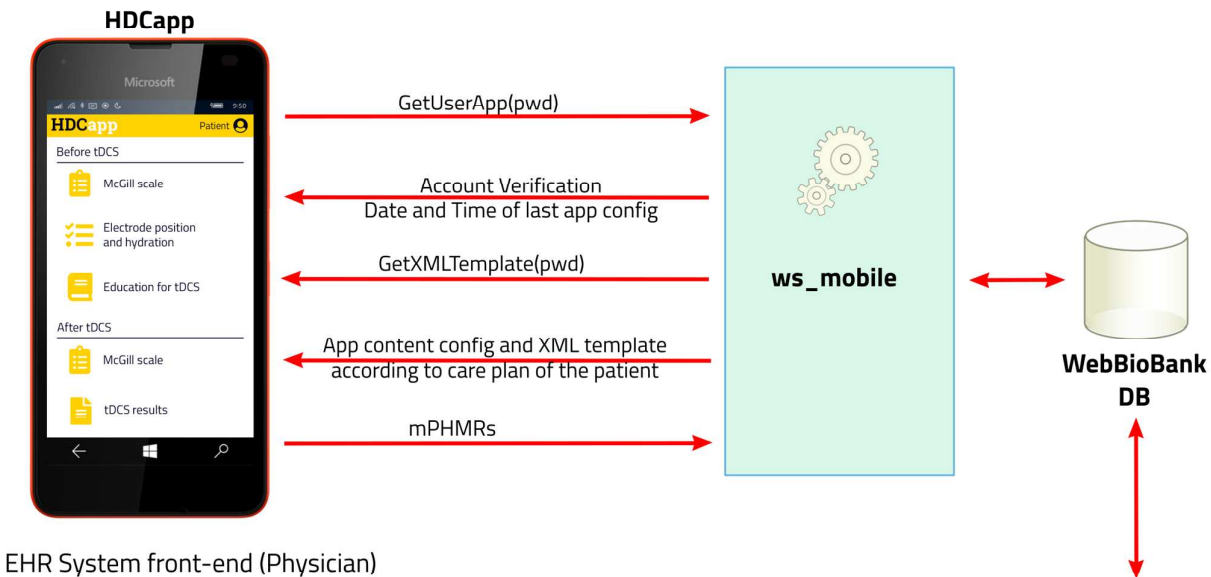 HDCapp
Microsoft
9:50
HDCapp
Patient
Before tDCS
McGill scale
Electrode position
and hydration
Education for tDCS
After tDCS
McGill scale
tDCS results
GetUserApp(pwd)
Account Verification
Date and Time of last app config
GetXMLTemplate(pwd)
App content config and XML template
according to care plan of the patient
mPHMRs
ws_mobile
WebBioBank
DB
EHR System front-end (Physician)